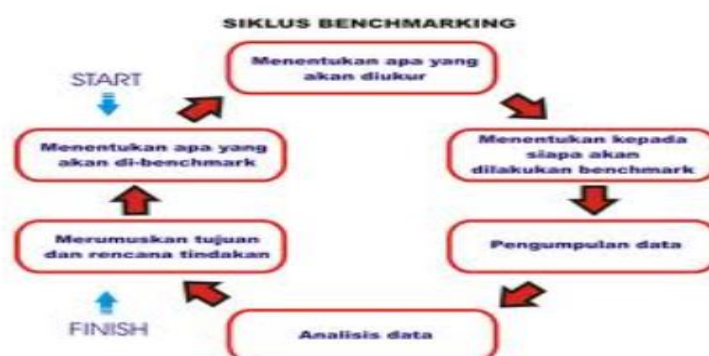 SIKLUS BENCHMARKING
START
Menentukan apa yang
akan di-benchmark
Menentukan apa yang
akan diukur
Menentukan kepada
siapa akan
dilakukan benchmark
Pengumpulan data
Analisis data
Merumuskan tujuan
dan rencana tindakan
FINISH